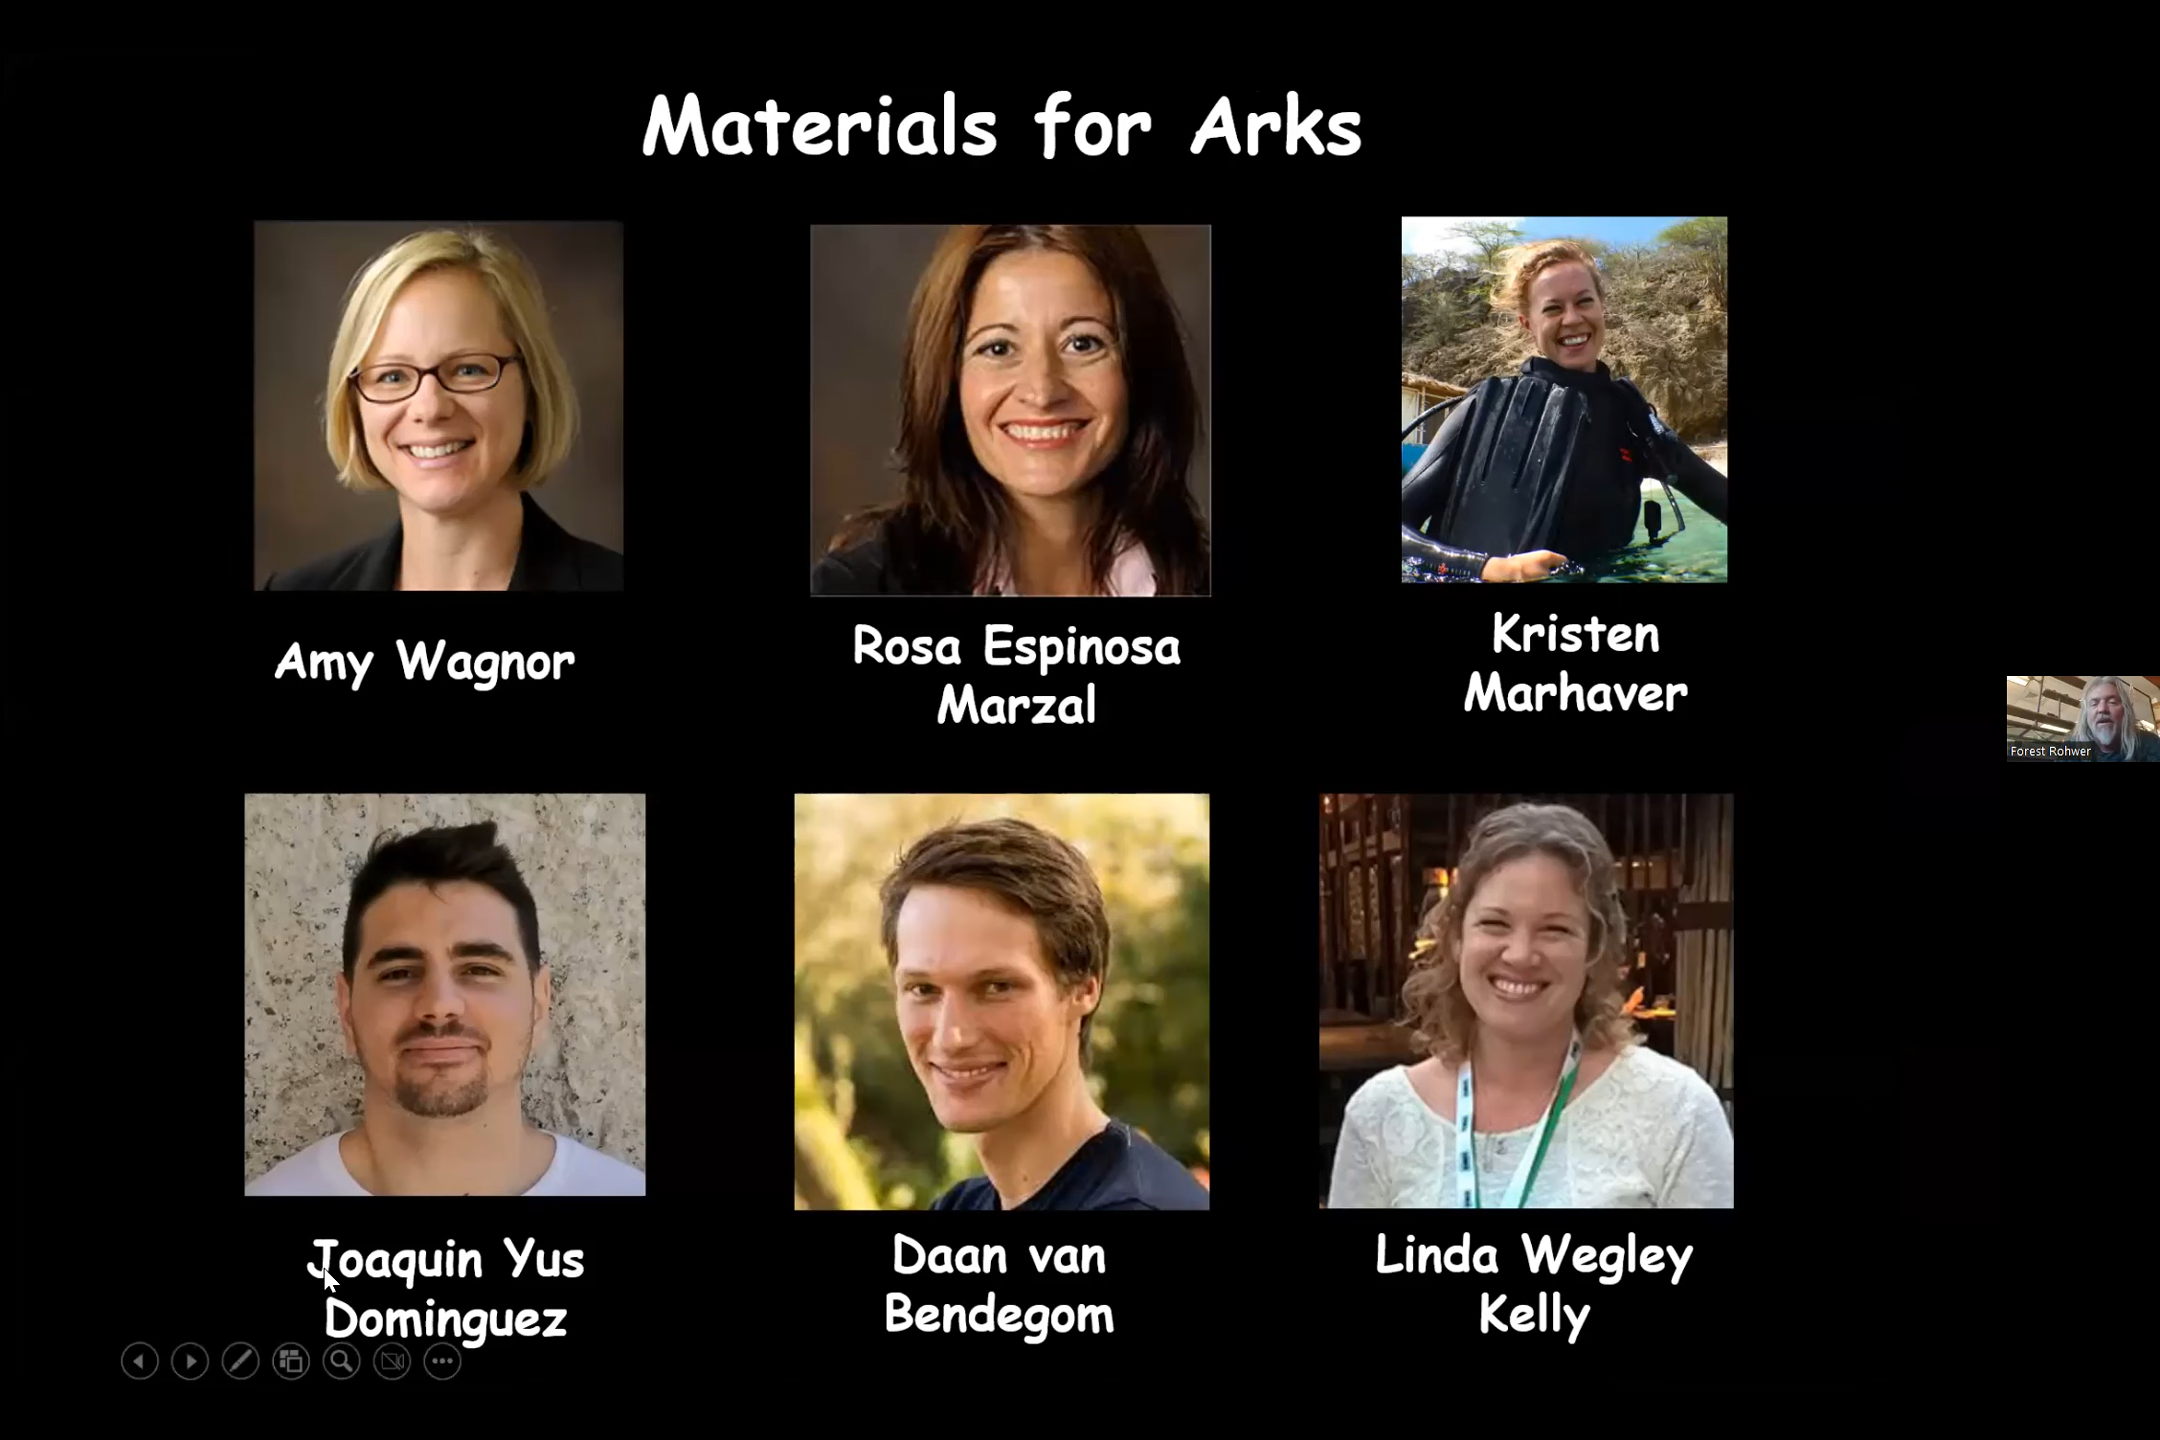 Materials for Arks
Amy Wagnor
Rosa Espinosa
Marzal
Kristen
Marhaver
Forest Rohwer
Joaquin Yus
Dominguez
Daan van
Bendegom
Linda Wegley
Kelly